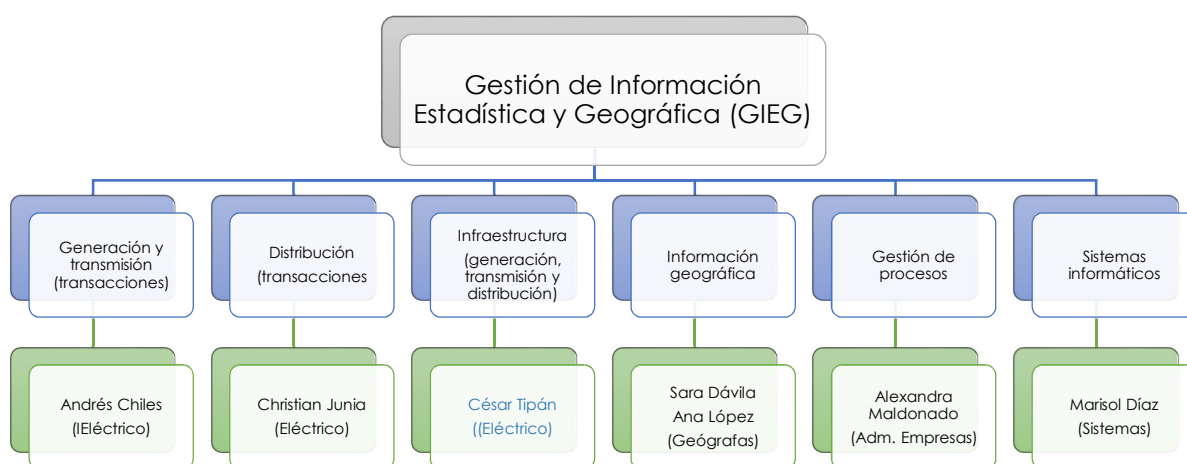 Gestión de Información
Estadística y Geográfica (GIEG)
Generación y
transmisión
(transacciones)
Distribución
(transacciones
Infraestructura
(generación,
transmisión y
distribución)
Información
geográfica
Gestión de
procesos
Sistemas
informáticos
Andrés Chiles
(lEléctrico)
Christian Junia
(Eléctrico)
César Tipán
((Eléctrico)
Sara Dávila
Ana López
(Geógrafas)
Alexandra
Maldonado
(Adm. Empresas)
Marisol Díaz
(Sistemas)